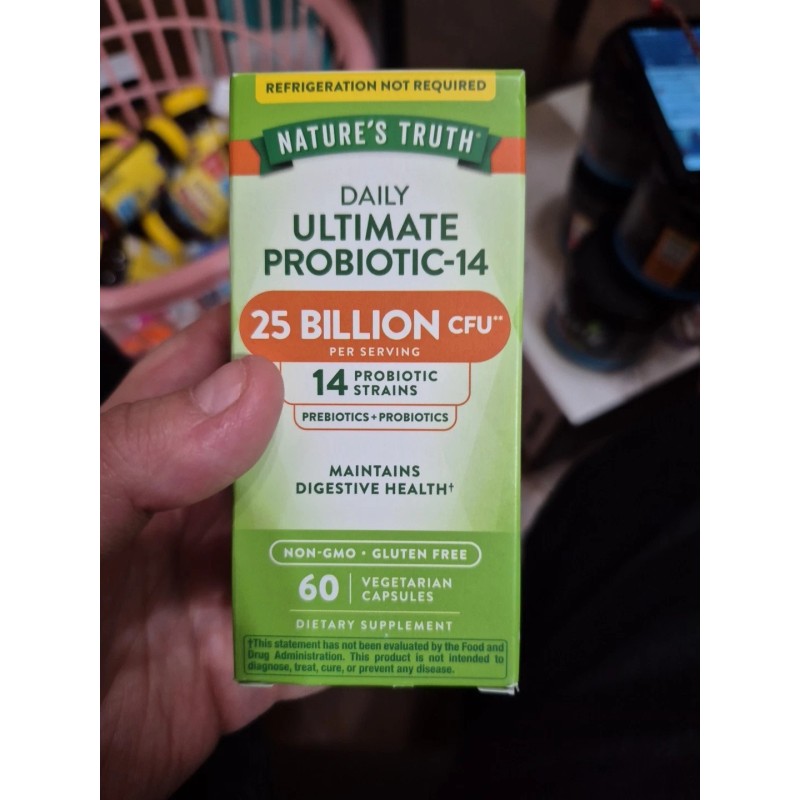 REFRIGERATION NOT REQUIRED
NATURE'S TRUTH®
DAILY
ULTIMATE
PROBIOTIC-14
25 BILLION CFU**
PER SERVING
14 PROBIOTIC
STRAINS
PREBIOTICS + PROBIOTICS
MAINTAINS
DIGESTIVE HEALTH†
NON-GMO • GLUTEN FREE
60 VEGETARIAN
CAPSULES
DIETARY SUPPLEMENT
†This statement has not been evaluated by the Food and
Drug Administration. This product is not intended to
diagnose, treat, cure, or prevent any disease.